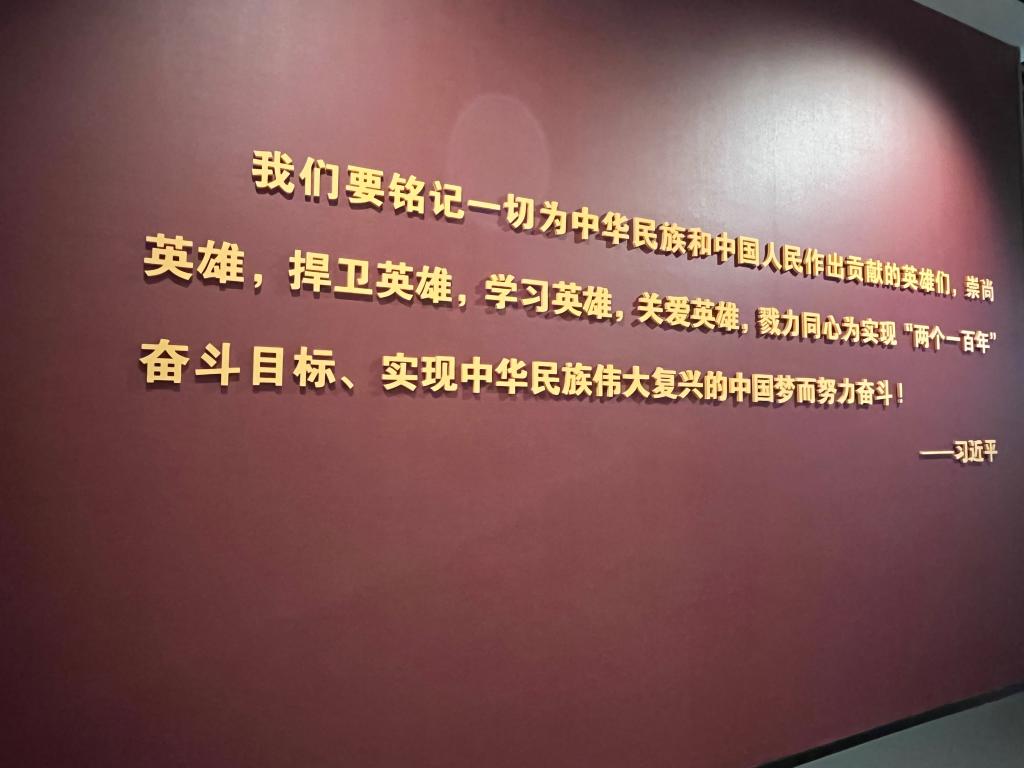 我们要铭记一切为中华民族和中国人民作出贡献的英雄们，崇尚
英雄，捍卫英雄，学习英雄，关爱英雄，戮力同心为实现“两个一百年”
奋斗目标、实现中华民族伟大复兴的中国梦而努力奋斗！
——习近平